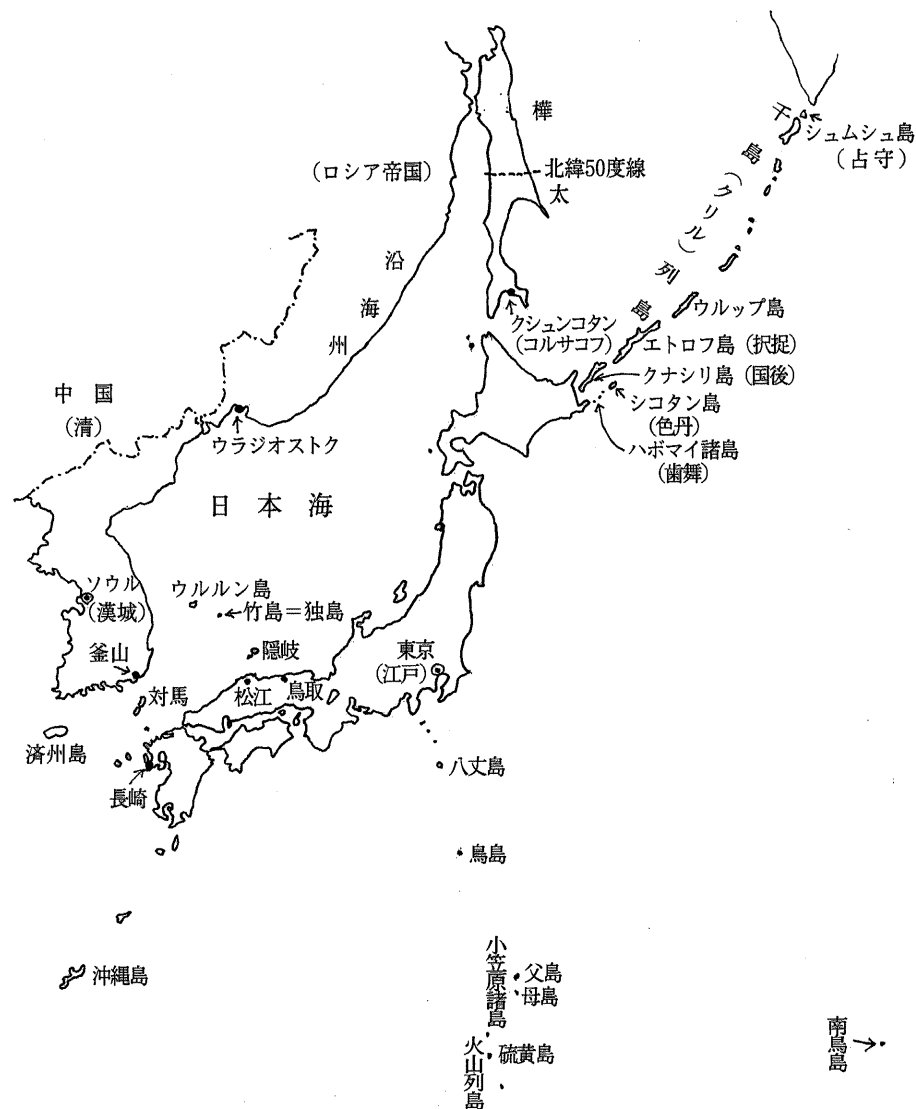 樺太
(ロシア帝国)
北緯50度線
千島(クリル)列島
シュムシュ島
(占守)
沿海州
クシュンコタン
(コルサコフ)
ウルップ島
エトロフ島(択捉)
クナシリ島(国後)
シコタン島
(色丹)
ハボマイ諸島
(歯舞)
中国
(清)
ウラジオストク
日本海
ソウル
(漢城)
ウルルン島
竹島=独島
釜山
隠岐
東京
(江戸)
対馬
松江
鳥取
済州島
長崎
八丈島
鳥島
沖縄島
小笠原諸島
父島
母島
火山列島
硫黄島
南鳥島